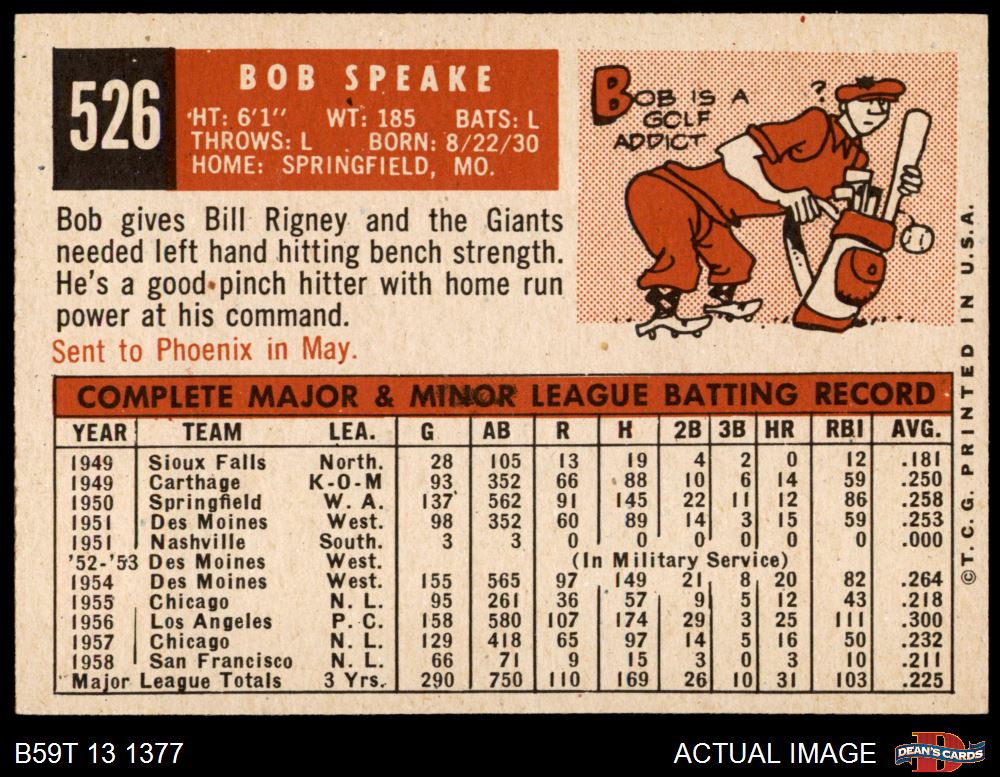 526
BOB SPEAKE
HT: 6'1" WT: 185 BATS: L
THROWS: L BORN: 8/22/30
HOME: SPRINGFIELD, MO.
BOB IS A
GOLF
ADDICT
?
Bob gives Bill Rigney and the Giants
needed left hand hitting bench strength.
He's a good pinch hitter with home run
power at his command.
Sent to Phoenix in May.
COMPLETE MAJOR & MINOR LEAGUE BATTING RECORD
YEAR TEAM LEA. G AB R H 2B 3B HR RBI AVG.
1949 Sioux Falls North. 28 105 13 19 4 2 0 12 .181
1949 Carthage K-O-M 93 352 66 88 10 6 14 59 .250
1950 Springfield W. A. 137 562 91 145 22 11 12 86 .258
1951 Des Moines West. 98 352 60 89 14 3 15 59 .253
1951 Nashville South. 3 3 0 0 0 0 0 0 .000
'52-'53 Des Moines West. (In Military Service)
1954 Des Moines West. 155 565 97 149 21 8 20 82 .264
1955 Chicago N. L. 95 261 36 57 9 5 12 43 .218
1956 Los Angeles P. C. 158 580 107 174 29 3 25 111 .300
1957 Chicago N. L. 129 418 65 97 14 5 16 50 .232
1958 San Francisco N. L. 66 71 9 15 3 0 3 10 .211
Major League Totals 3 Yrs. 290 750 110 169 26 10 31 103 .225
©T.C.G. PRINTED IN U.S.A.
B59T 13 1377
ACTUAL IMAGE
D
DEAN'S CARDS